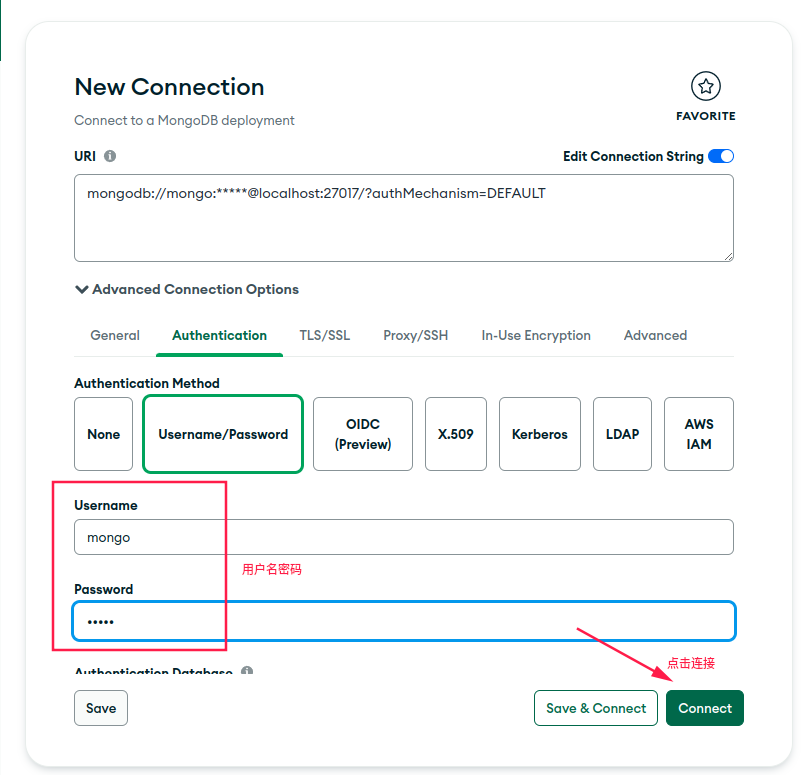 New Connection
FAVORITE
Connect to a MongoDB deployment
URI
Edit Connection String
mongodb://mongo:*****@localhost:27017/?authMechanism=DEFAULT
Advanced Connection Options
General Authentication TLS/SSL Proxy/SSH In-Use Encryption Advanced
Authentication Method
None
Username/Password
OIDC
(Preview)
X.509
Kerberos
LDAP
AWS
IAM
Username
mongo
用户名密码
Password
•••••
点击连接
Authentication Database
Save
Save & Connect
Connect